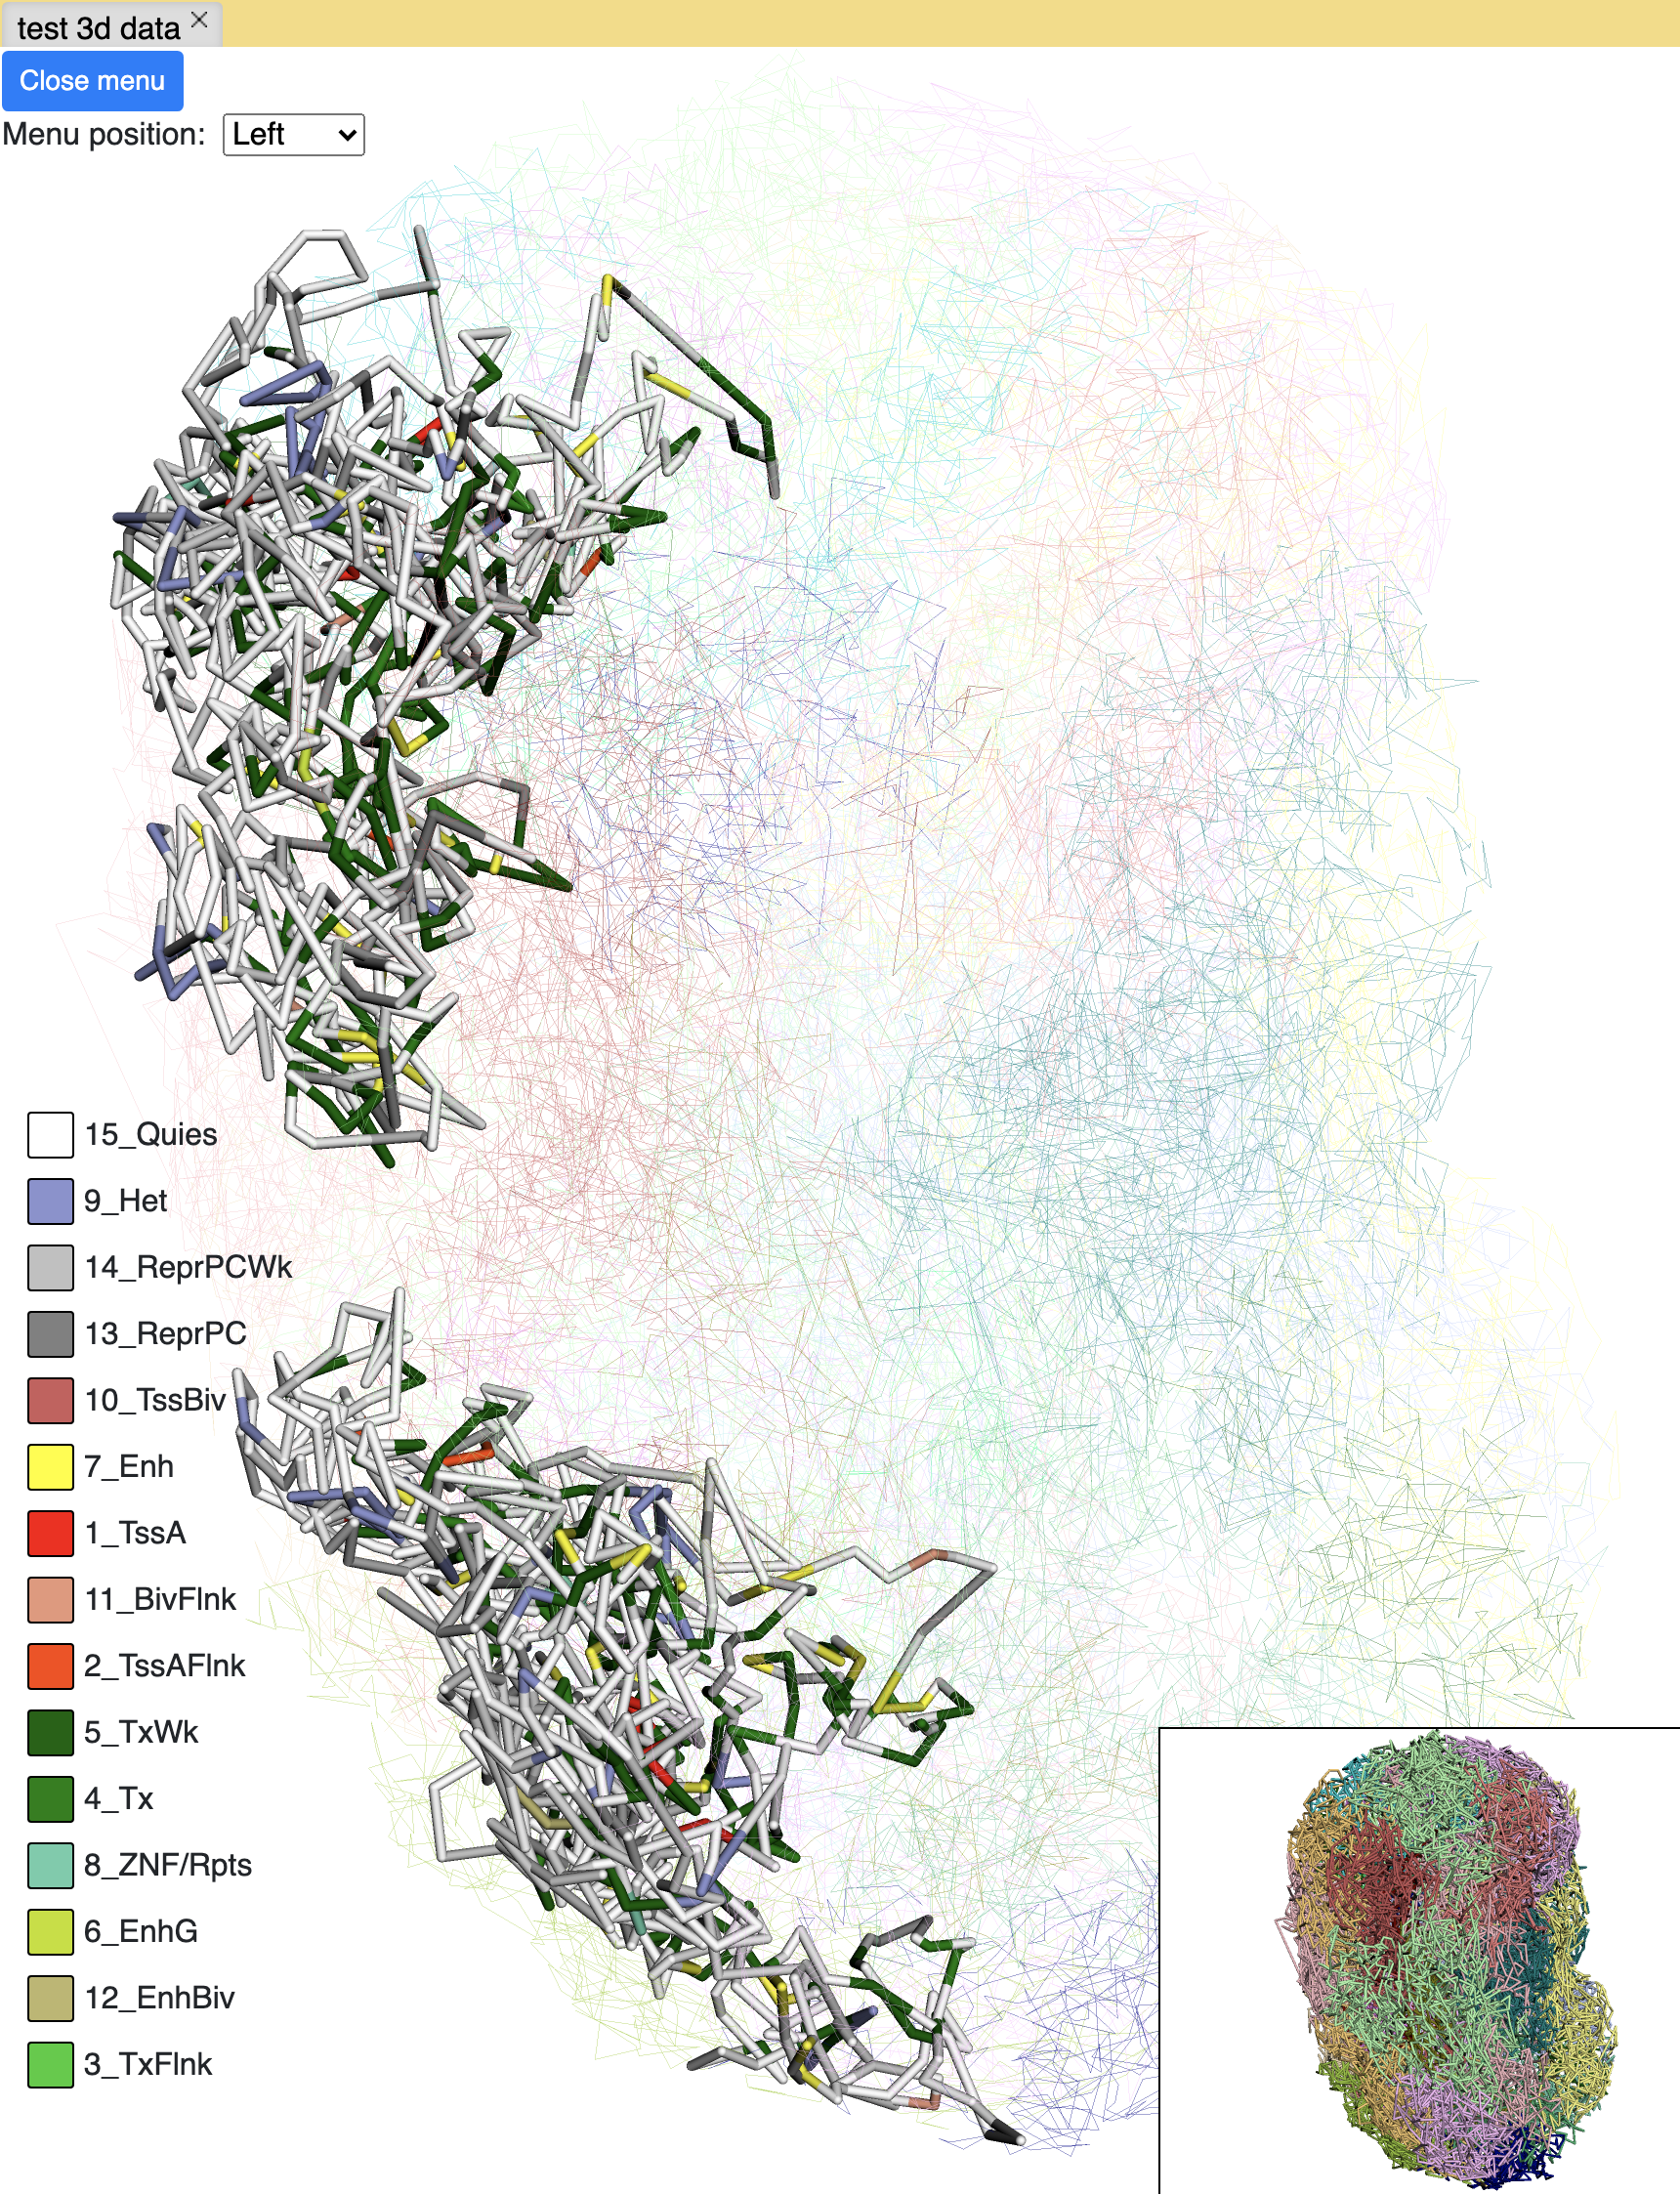 test 3d data
Close menu
Menu position: Left
15_Quies
9_Het
14_ReprPCWk
13_ReprPC
10_TssBiv
7_Enh
1_TssA
11_BivFlnk
2_TssAFlnk
5_TxWk
4_Tx
8_ZNF/Rpts
6_EnhG
12_EnhBiv
3_TxFlnk